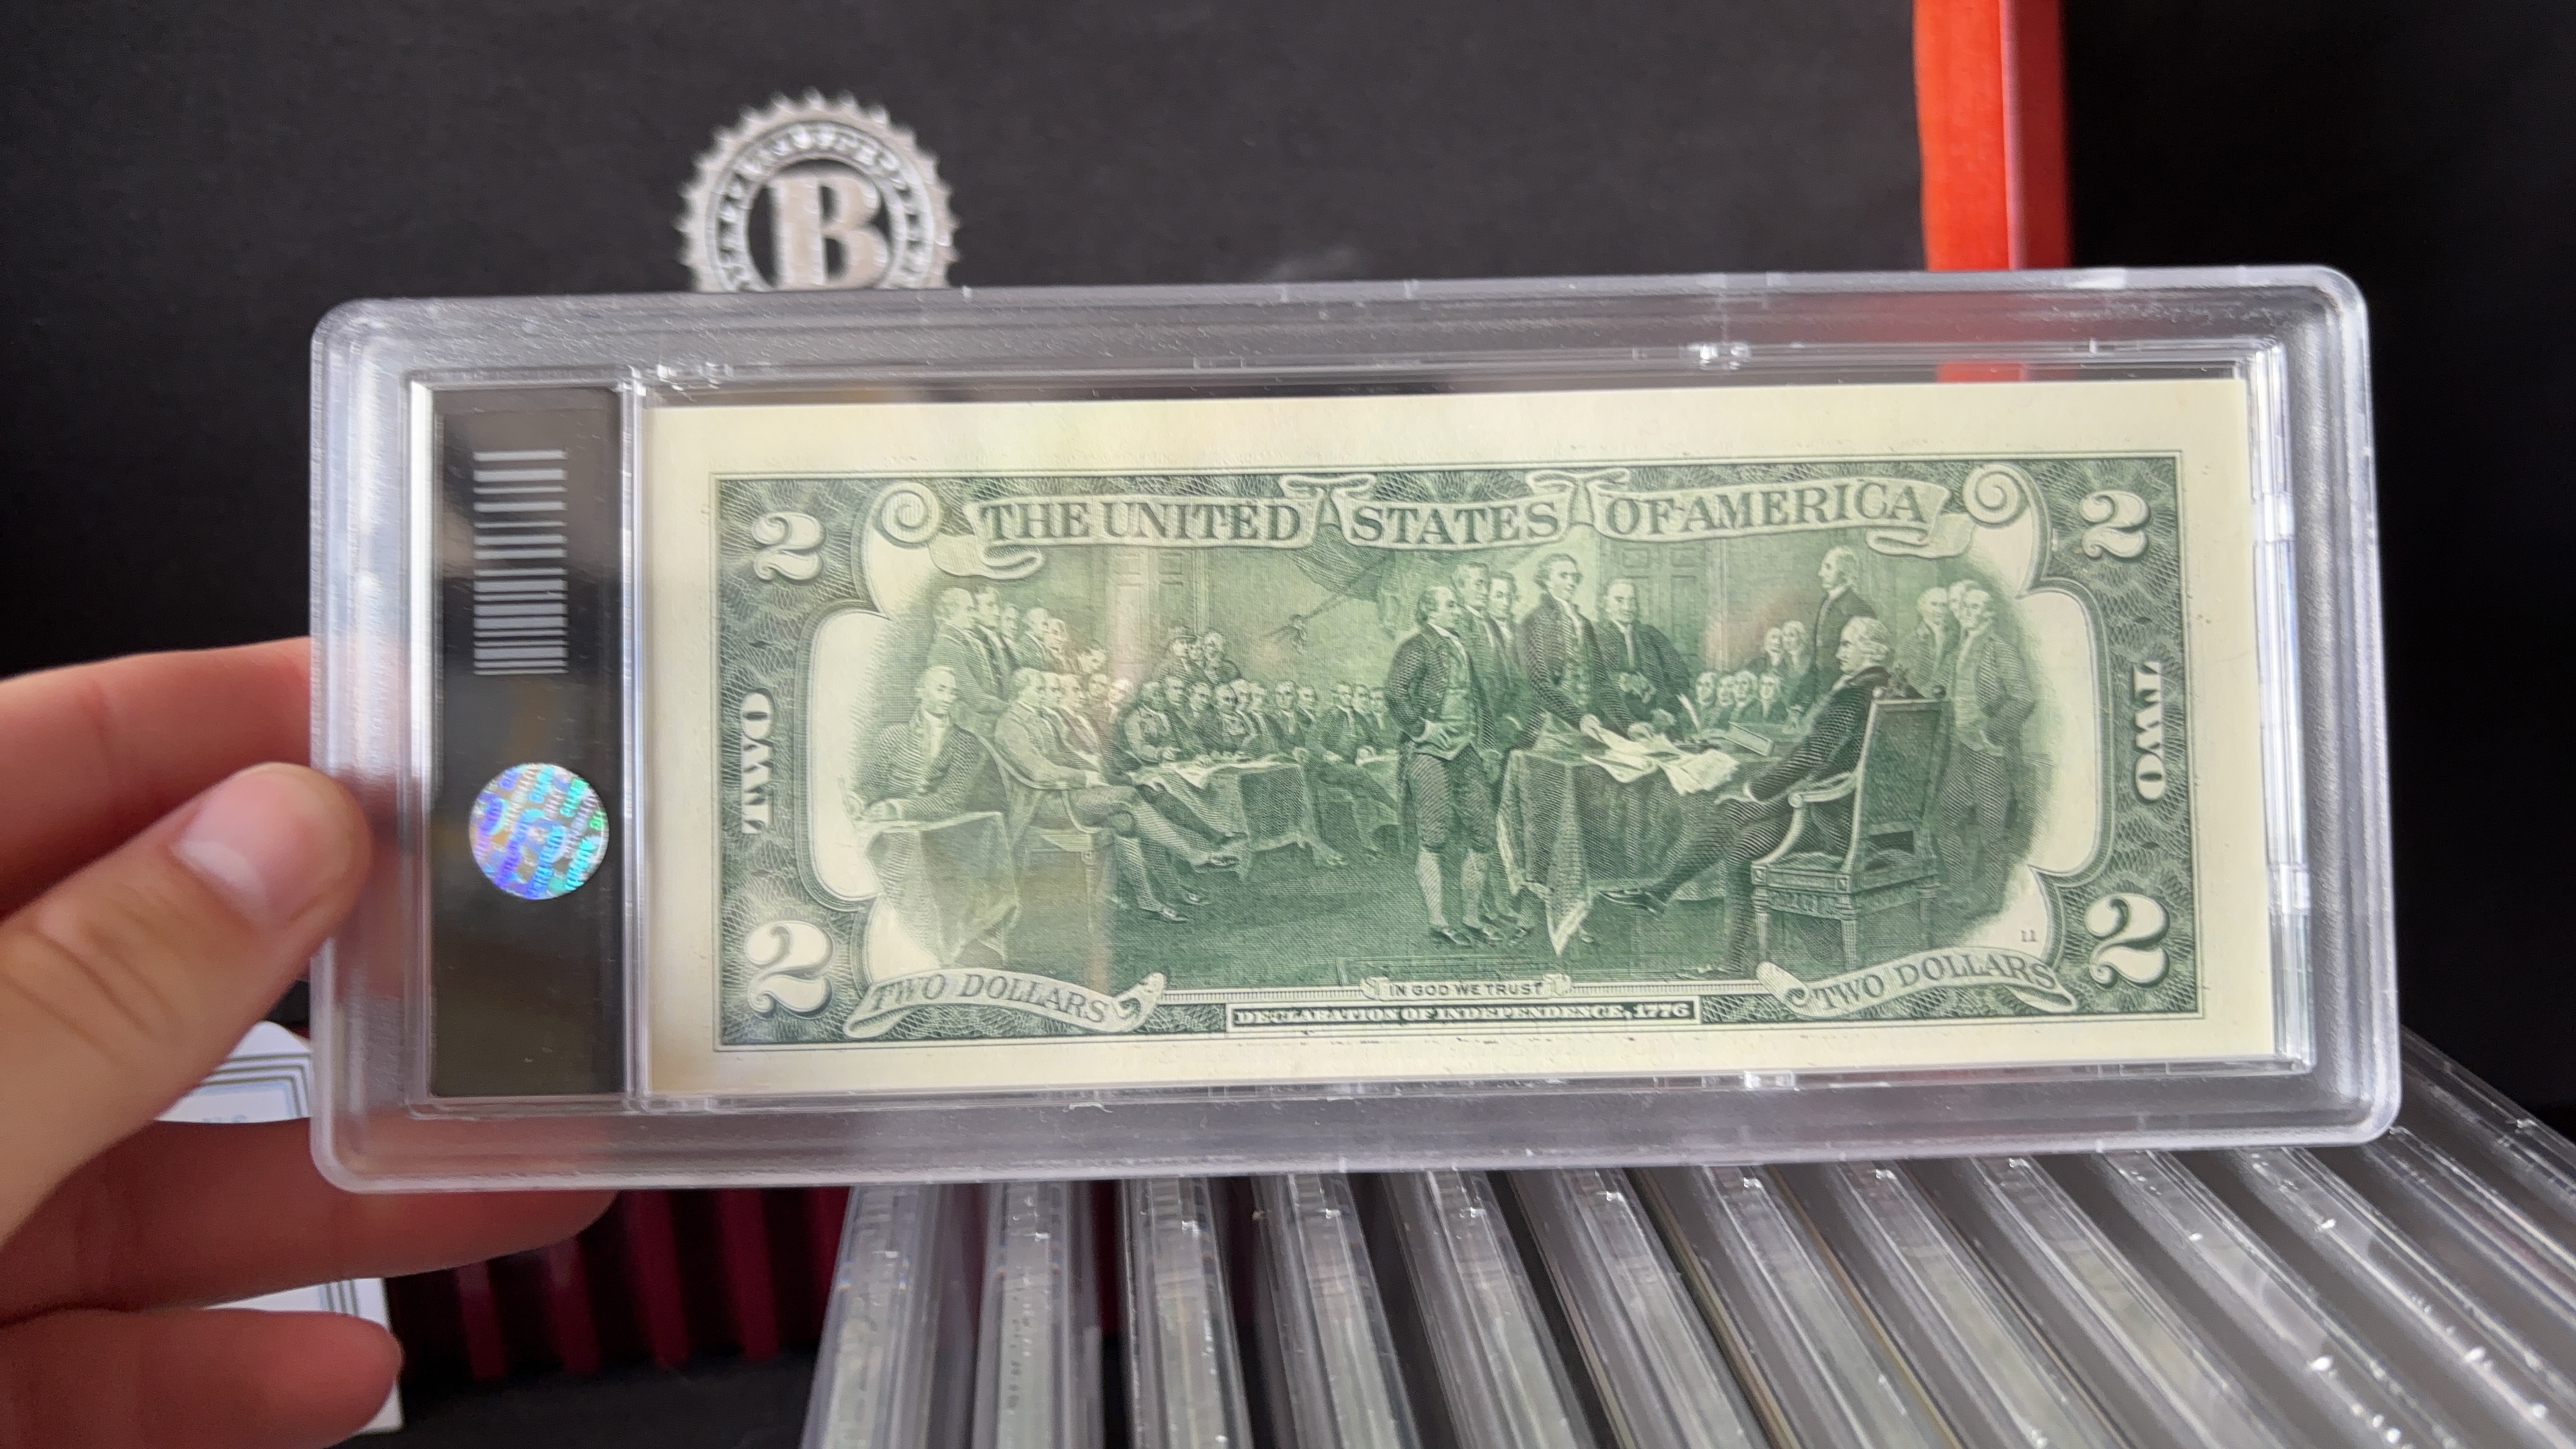 B
THE UNITED STATES OF AMERICA
2 2
TWO TWO
11
2 2
TWO DOLLARS TWO DOLLARS
IN GOD WE TRUST
DECLARATION OF INDEPENDENCE, 1776